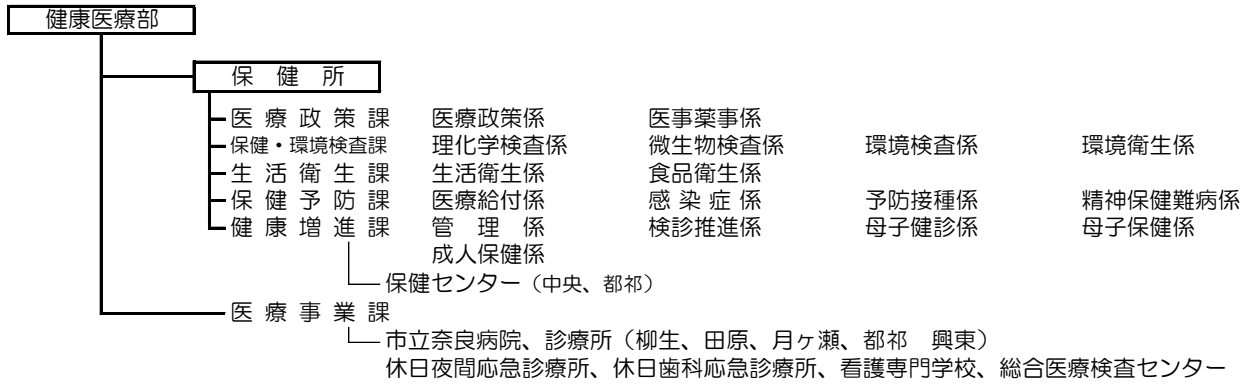 健康医療部
保健所
医療政策課 医療政策係 医事薬事係
保健・環境検査課 理化学検査係 微生物検査係 環境検査係 環境衛生係
生活衛生課 生活衛生係 食品衛生係
保健予防課 医療給付係 感染症係 予防接種係 精神保健難病係
健康増進課 管理係 検診推進係 母子健診係 母子保健係
成人保健係
保健センター（中央、都祁）
医療事業課
市立奈良病院、診療所（柳生、田原、月ヶ瀬、都祁　興東）
休日夜間応急診療所、休日歯科応急診療所、看護専門学校、総合医療検査センター